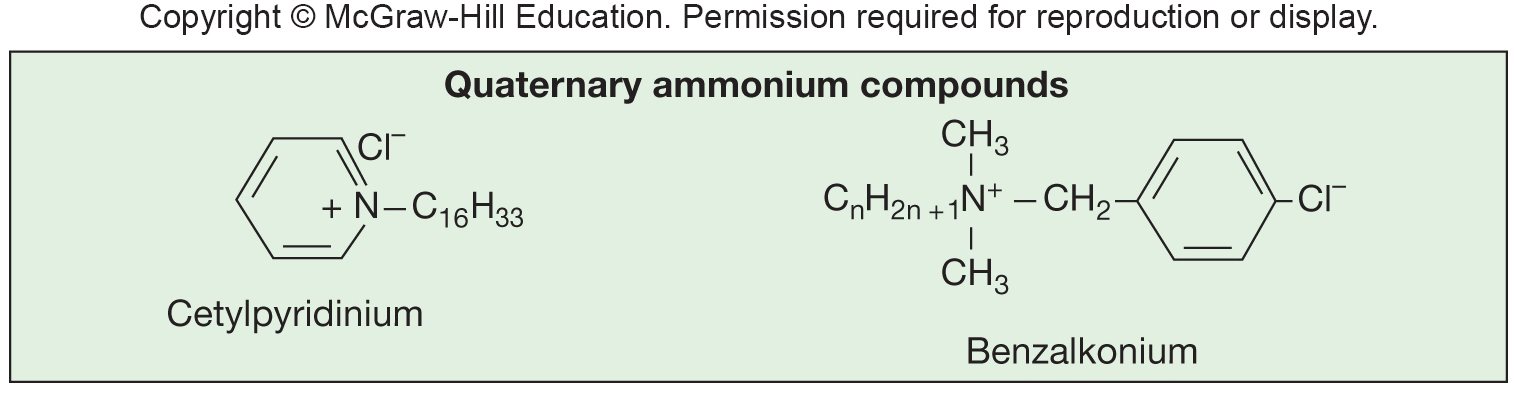 Copyright © McGraw-Hill Education. Permission required for reproduction or display.
Quaternary ammonium compounds
Cl⁻
+ N–C₁₆H₃₃
Cetylpyridinium
CH₃
CₙH₂ₙ ₊ ₁N⁺ –CH₂ Cl⁻
CH₃
Benzalkonium